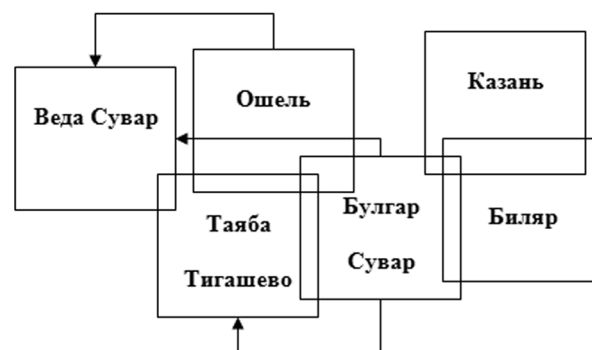 Веда Сувар
Ошель
Казань
Таяба
Тигашево
Булгар
Сувар
Биляр